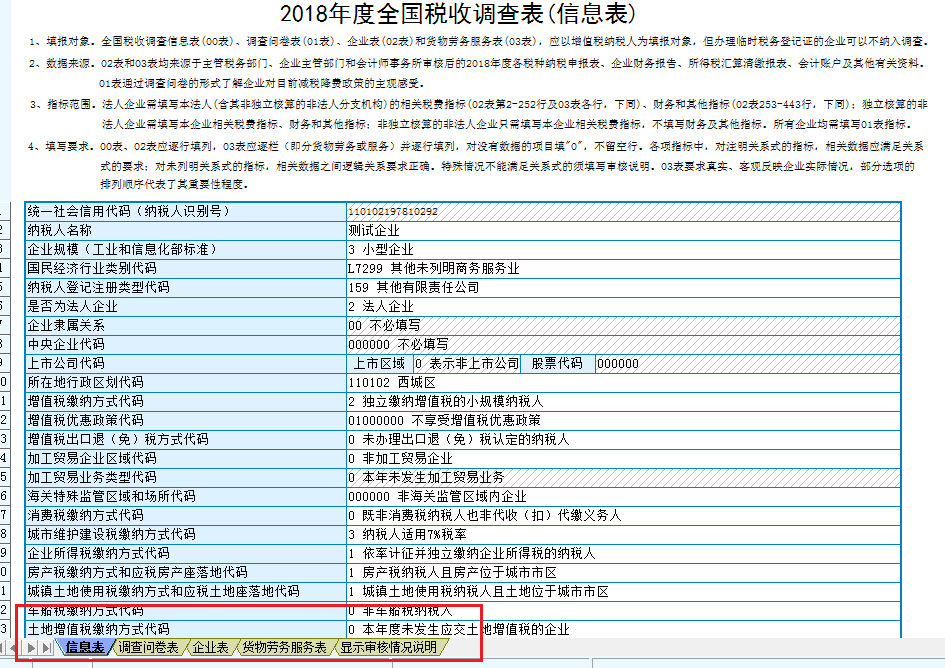 2018年度全国税收调查表(信息表)
1、填报对象。全国税收调查信息表(00表)、调查问卷表(01表)、企业表(02表)和货物劳务服务表(03表)，应以增值税纳税人为填报对象，但办理临时税务登记证的企业可以不纳入调查。
2、数据来源。02表和03表均来源于主管税务部门、企业主管部门和会计师事务所审核后的2018年度各税种纳税申报表、企业财务报告、所得税汇算清缴报表、会计账户及其他有关资料。
01表通过调查问卷的形式了解企业对目前减税降费政策的主观感受。
3、指标范围。法人企业需填写本法人(含其非独立核算的非法人分支机构)的相关税费指标(02表第2-252行及03表各行，下同)、财务和其他指标(02表253-443行，下同)；独立核算的非
法人企业需填写本企业相关税费指标、财务和其他指标；非独立核算的非法人企业只需填写本企业相关税费指标，不填写财务及其他指标。所有企业均需填写01表指标。
4、填写要求。00表、02表应逐行填列，03表应逐栏（即分货物劳务或服务）并逐行填列，对没有数据的项目填"0"，不留空行。各项指标中，对注明关系式的指标，相关数据应满足关系
式的要求；对未列明关系式的指标，相关数据之间逻辑关系要求正确。特殊情况不能满足关系式的须填写审核说明。03表要求真实、客观反映企业实际情况，部分选项的
排列顺序代表了其重要性程度。
统一社会信用代码（纳税人识别号） 110102197810292
2 纳税人名称 测试企业
3 企业规模（工业和信息化部标准） 3 小型企业
4 国民经济行业类别代码 L7299 其他未列明商务服务业
5 纳税人登记注册类型代码 159 其他有限责任公司
6 是否为法人企业 2 法人企业
7 企业隶属关系 00 不必填写
8 中央企业代码 000000 不必填写
9 上市公司代码 上市区域 0 表示非上市公司 股票代码 000000
0 所在地行政区划代码 110102 西城区
1 增值税缴纳方式代码 2 独立缴纳增值税的小规模纳税人
2 增值税优惠政策代码 01000000 不享受增值税优惠政策
3 增值税出口退（免）税方式代码 0 未办理出口退（免）税认定的纳税人
4 加工贸易企业区域代码 0 非加工贸易企业
5 加工贸易业务类型代码 0 本年未发生加工贸易业务
6 海关特殊监管区域和场所代码 000000 非海关监管区域内企业
7 消费税缴纳方式代码 0 既非消费税纳税人也非代收（扣）代缴义务人
8 城市维护建设税缴纳方式代码 3 纳税人适用7%税率
9 企业所得税缴纳方式代码 1 依率计征并独立缴纳企业所得税的纳税人
0 房产税缴纳方式和应税房产座落地代码 1 房产税纳税人且房产位于城市市区
1 城镇土地使用税缴纳方式和应税土地座落地代码 1 城镇土地使用税纳税人且土地位于城市市区
2 车船税缴纳方式代码 0 非车船税纳税人
3 土地增值税缴纳方式代码 0 本年度未发生应交土地增值税的企业
信息表 调查问卷表 企业表 货物劳务服务表 显示审核情况说明